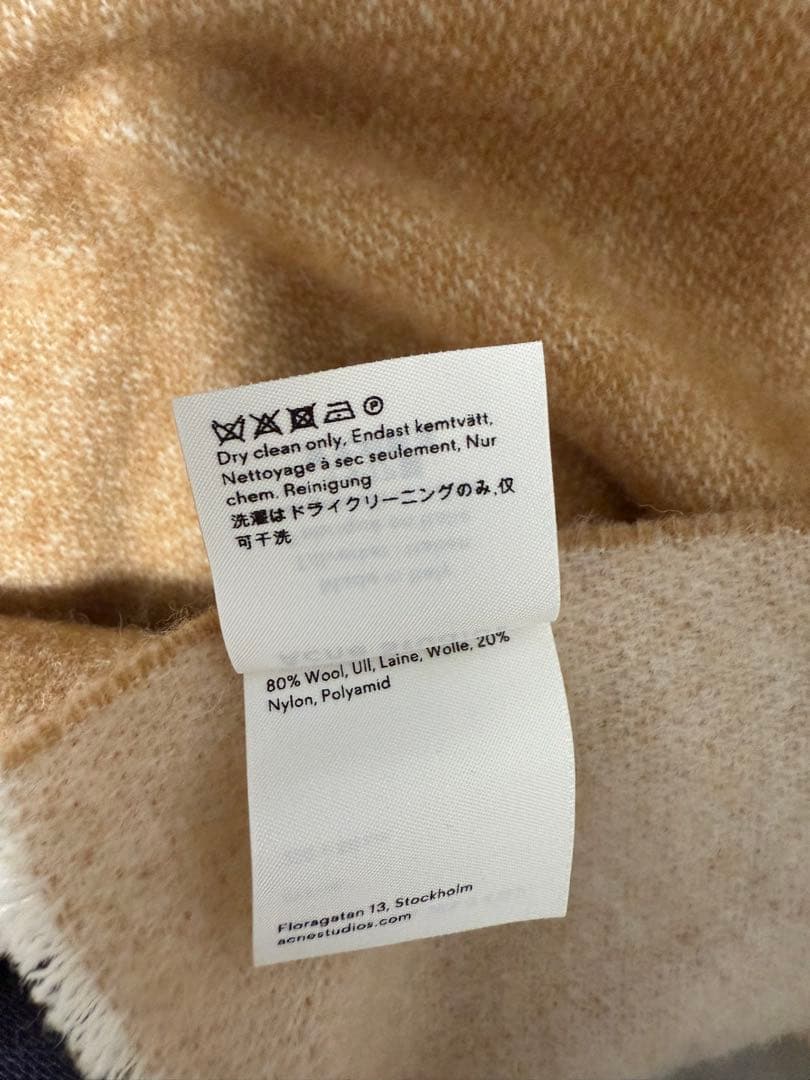 Dry clean only, Endast kemtvätt,
Nettoyage à sec seulement, Nur
chem. Reinigung
洗濯はドライクリーニングのみ,仅
可干洗
80% Wool, Ull, Laine, Wolle, 20%
Nylon, Polyamid
Floragatan 13, Stockholm
acnestudios.com